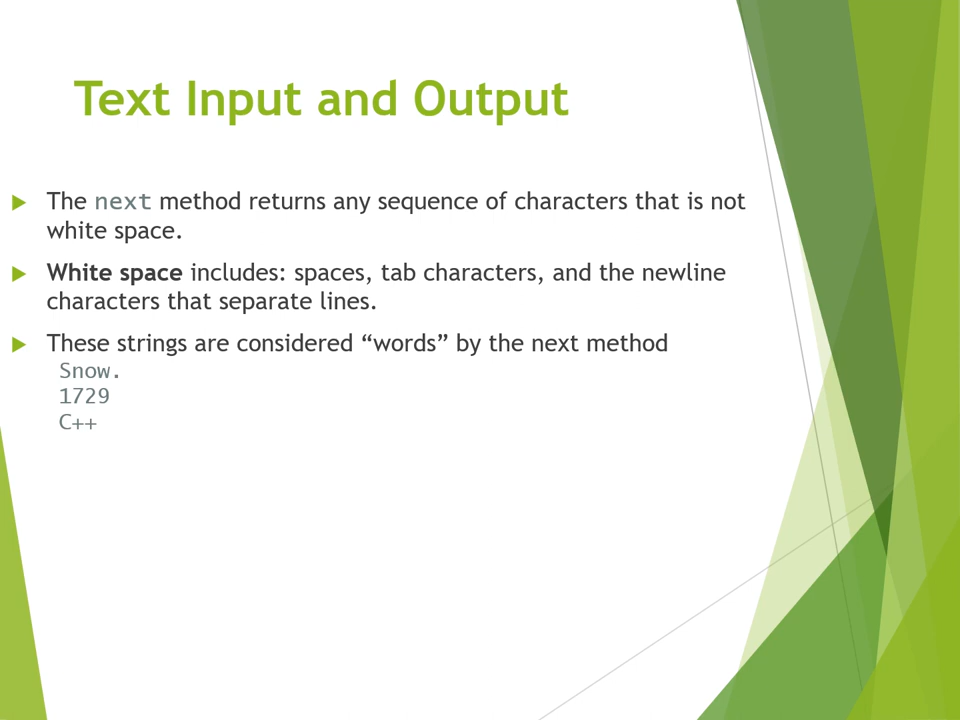 Text Input and Output
The next method returns any sequence of characters that is not
white space.
White space includes: spaces, tab characters, and the newline
characters that separate lines.
These strings are considered “words” by the next method
Snow.
1729
C++